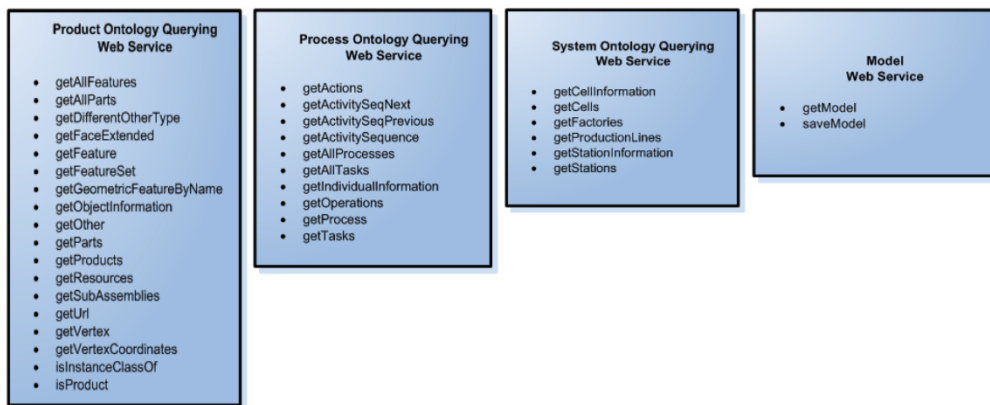 Product Ontology Querying
Web Service
• getAllFeatures
• getAllParts
• getDifferentOtherType
• getFaceExtended
• getFeature
• getFeatureSet
• getGeometricFeatureByName
• getObjectInformation
• getOther
• getParts
• getProducts
• getResources
• getSubAssemblies
• getUrl
• getVertex
• getVertexCoordinates
• isInstanceClassOf
• isProduct
Process Ontology Querying
Web Service
• getActions
• getActivitySeqNext
• getActivitySeqPrevious
• getActivitySequence
• getAllProcesses
• getAllTasks
• getIndividualInformation
• getOperations
• getProcess
• getTasks
System Ontology Querying
Web Service
• getCellInformation
• getCells
• getFactories
• getProductionLines
• getStationInformation
• getStations
Model
Web Service
• getModel
• saveModel